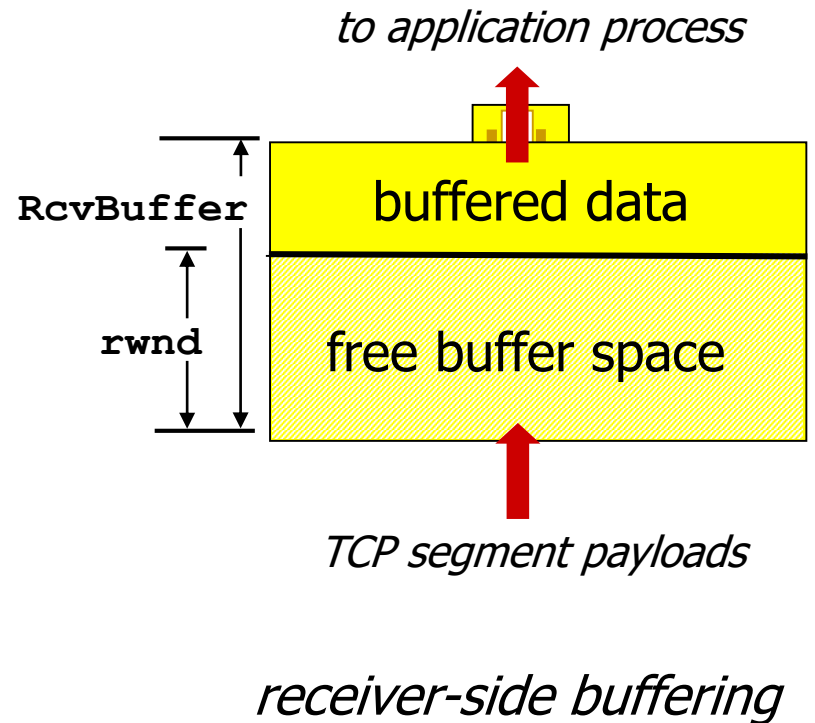 to application process
RcvBuffer
buffered data
rwnd
free buffer space
TCP segment payloads
receiver-side buffering